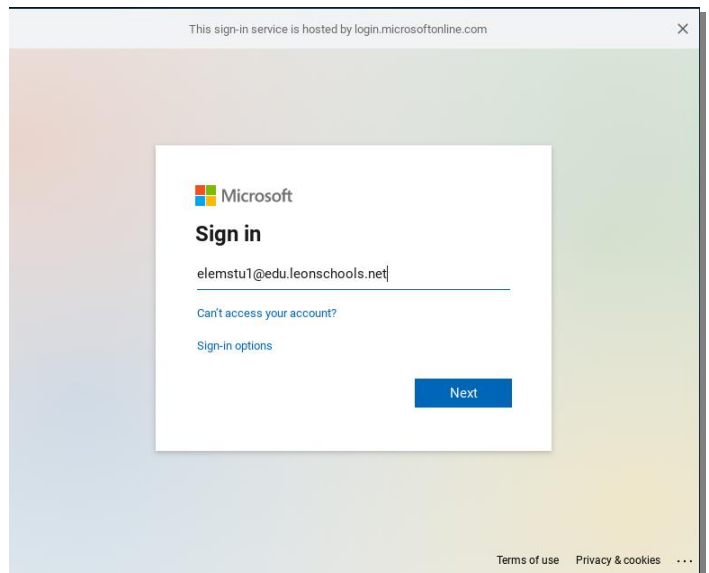 This sign-in service is hosted by login.microsoftonline.com
Microsoft
Sign in
elemstu1@edu.leonschools.net
Can't access your account?
Sign-in options
Next
Terms of use Privacy & cookies ...